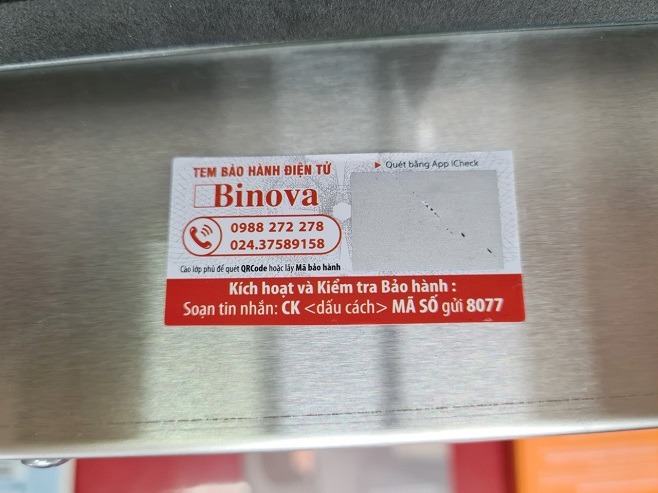 TEM BẢO HÀNH ĐIỆN TỬ
Quét bằng App iCheck
Binova
0988 272 278
024.37589158
Cào lớp phủ để quét QRCode hoặc lấy Mã bảo hành
Kích hoạt và Kiểm tra Bảo hành :
Soạn tin nhắn: CK <dấu cách> MÃ SỐ gửi 8077